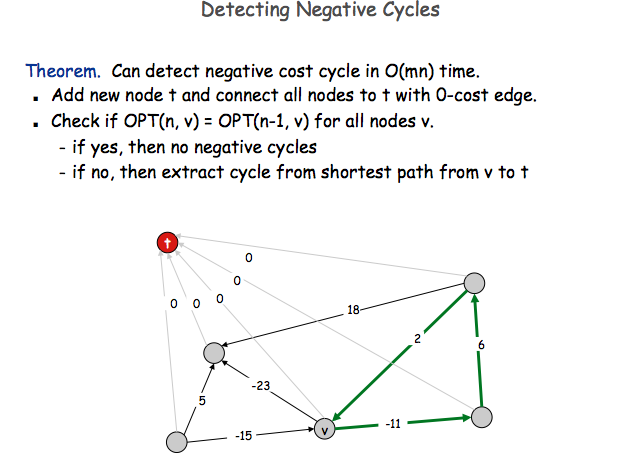 Detecting Negative Cycles
Theorem. Can detect negative cost cycle in O(mn) time.
▪ Add new node t and connect all nodes to t with 0-cost edge.
▪ Check if OPT(n, v) = OPT(n-1, v) for all nodes v.
- if yes, then no negative cycles
- if no, then extract cycle from shortest path from v to t
t
0
0
0 0 0
18
2
6
-23
5
-11
v
-15